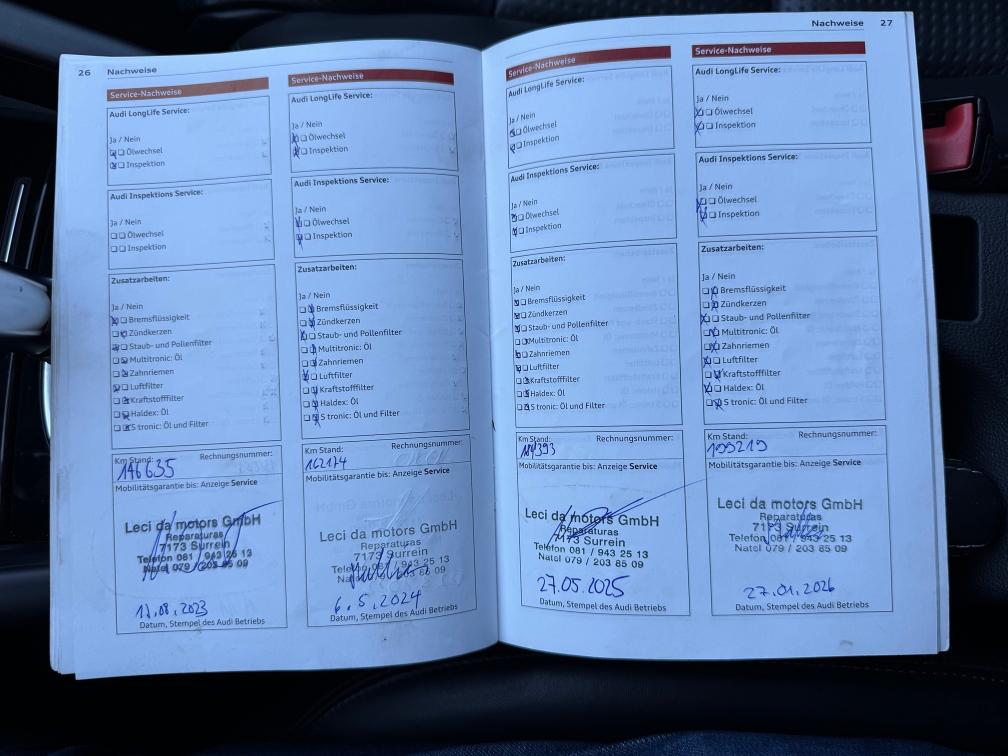 26 Nachweise
Service-Nachweise
Audi LongLife Service:
Ja / Nein
Ölwechsel
Inspektion
Audi Inspektions Service:
Ja / Nein
Ölwechsel
Inspektion
Zusatzarbeiten:
Ja / Nein
Bremsflüssigkeit
Zündkerzen
Staub- und Pollenfilter
Multitronic: Öl
Zahnriemen
Luftfilter
Kraftstofffilter
Haldex: Öl
S tronic: Öl und Filter
Km Stand: Rechnungsnummer:
146635
Mobilitätsgarantie bis: Anzeige Service
Leci da motors GmbH
Reparaturas
7173 Surrein
Telefon 081 / 943 25 13
Natel 079 / 203 85 09
11.08.2023
Datum, Stempel des Audi Betriebs
Service-Nachweise
Audi LongLife Service:
Ja / Nein
Ölwechsel
Inspektion
Audi Inspektions Service:
Ja / Nein
Ölwechsel
Inspektion
Zusatzarbeiten:
Ja / Nein
Bremsflüssigkeit
Zündkerzen
Staub- und Pollenfilter
Multitronic: Öl
Zahnriemen
Luftfilter
Kraftstofffilter
Haldex: Öl
S tronic: Öl und Filter
Km Stand: Rechnungsnummer:
162174
Mobilitätsgarantie bis: Anzeige Service
Leci da motors GmbH
Reparaturas
7173 Surrein
Telefon 081 / 943 25 13
Natel 079 / 203 85 09
6.5.2024
Datum, Stempel des Audi Betriebs
Nachweise 27
Service-Nachweise
Audi LongLife Service:
Ja / Nein
Ölwechsel
Inspektion
Audi Inspektions Service:
Ja / Nein
Ölwechsel
Inspektion
Zusatzarbeiten:
Ja / Nein
Bremsflüssigkeit
Zündkerzen
Staub- und Pollenfilter
Multitronic: Öl
Zahnriemen
Luftfilter
Kraftstofffilter
Haldex: Öl
S tronic: Öl und Filter
Km Stand: Rechnungsnummer:
Mobilitätsgarantie bis: Anzeige Service
Leci da motors GmbH
Reparaturas
7173 Surrein
Telefon 081 / 943 25 13
Natel 079 / 203 85 09
27.05.2025
Datum, Stempel des Audi Betriebs
Service-Nachweise
Audi LongLife Service:
Ja / Nein
Ölwechsel
Inspektion
Audi Inspektions Service:
Ja / Nein
Ölwechsel
Inspektion
Zusatzarbeiten:
Ja / Nein
Bremsflüssigkeit
Zündkerzen
Staub- und Pollenfilter
Multitronic: Öl
Zahnriemen
Luftfilter
Kraftstofffilter
Haldex: Öl
S tronic: Öl und Filter
Km Stand: Rechnungsnummer:
199219
Mobilitätsgarantie bis: Anzeige Service
Leci da motors GmbH
Reparaturas
7173 Surrein
Telefon 081 / 943 25 13
Natel 079 / 203 85 09
27.01.2026
Datum, Stempel des Audi Betriebs